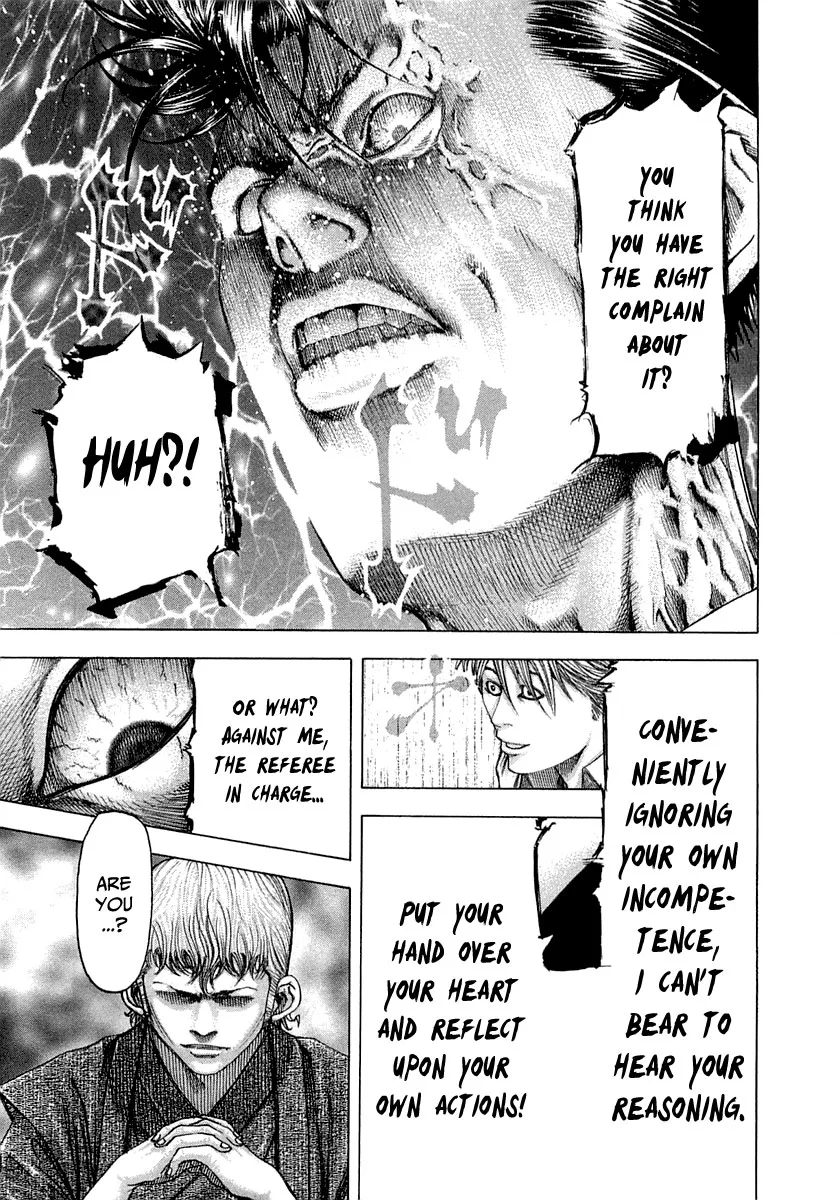 YOU
THINK
YOU HAVE
THE RIGHT
COMPLAIN
ABOUT
IT?
HUH?!
CONVE-
NIENTLY
IGNORING
YOUR OWN
INCOMPE-
TENCE,
I CAN'T
BEAR TO
HEAR YOUR
REASONING.
PUT YOUR
HAND OVER
YOUR HEART
AND REFLECT
UPON YOUR
OWN ACTIONS!
OR WHAT?
AGAINST ME,
THE REFEREE
IN CHARGE...
ARE
YOU
...?